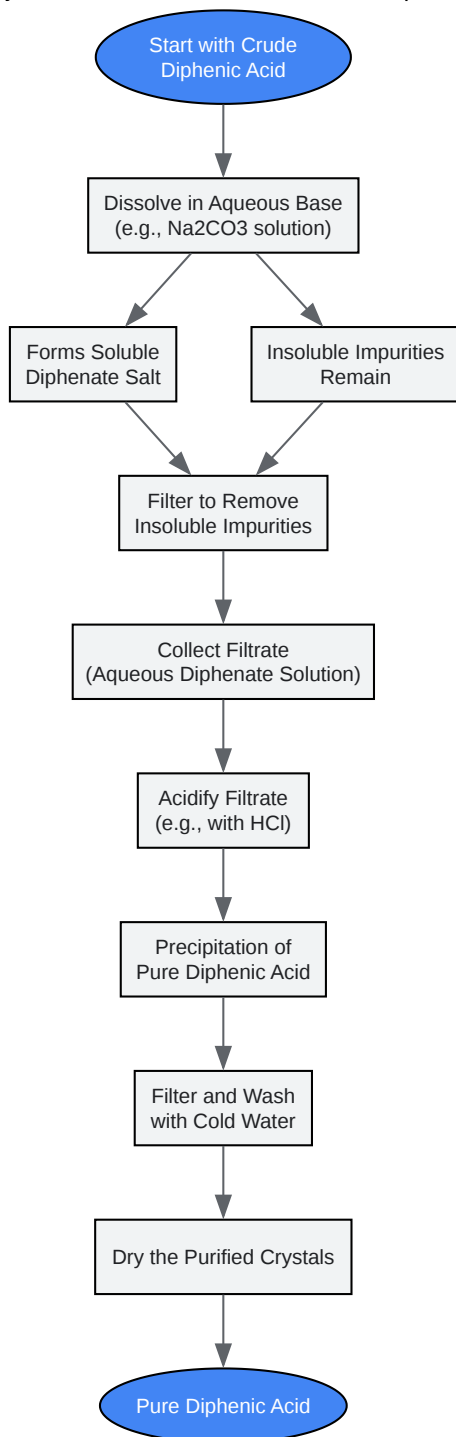 Start with Crude
Diphenic Acid
Dissolve in Aqueous Base
(e.g., Na2CO3 solution)
Forms Soluble
Diphenate Salt
Insoluble Impurities
Remain
Filter to Remove
Insoluble Impurities
Collect Filtrate
(Aqueous Diphenate Solution)
Acidify Filtrate
(e.g., with HCl)
Precipitation of
Pure Diphenic Acid
Filter and Wash
with Cold Water
Dry the Purified Crystals
Pure Diphenic Acid